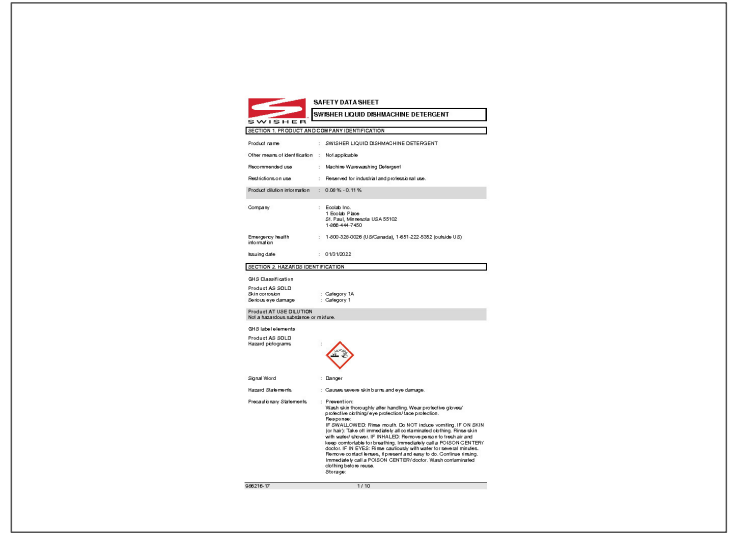 SAFETY DATA SHEET
SWISHER
SWISHER LIQUID DISHMACHINE DETERGENT
SECTION 1. PRODUCT AND COMPANY IDENTIFICATION
Product name : SWISHER LIQUID DISHMACHINE DETERGENT
Other means of identification : Not applicable
Recommended use : Machine Warewashing Detergent
Restrictions on use : Reserved for industrial and professional use.
Product dilution information : 0.08 % - 0.11 %
Company : Ecolab Inc.
1 Ecolab Place
St. Paul, Minnesota USA 55102
1-866-444-7450
Emergency health information : 1-800-328-0026 (US/Canada), 1-651-222-5352 (outside US)
Issuing date : 01/01/2022
SECTION 2. HAZARDS IDENTIFICATION
GHS Classification
Product AS SOLD
Skin corrosion : Category 1A
Serious eye damage : Category 1
Product AT USE DILUTION
Not a hazardous substance or mixture.
GHS label elements
Product AS SOLD
Hazard pictograms :
Signal Word : Danger
Hazard Statements : Causes severe skin burns and eye damage.
Precautionary Statements : Prevention:
Wash skin thoroughly after handling. Wear protective gloves/
protective clothing/ eye protection/ face protection.
Response:
IF SWALLOWED: Rinse mouth. Do NOT induce vomiting. IF ON SKIN
(or hair): Take off immediately all contaminated clothing. Rinse skin
with water/ shower. IF INHALED: Remove person to fresh air and
keep comfortable for breathing. Immediately call a POISON CENTER/
doctor. IF IN EYES: Rinse cautiously with water for several minutes.
Remove contact lenses, if present and easy to do. Continue rinsing.
Immediately call a POISON CENTER/ doctor. Wash contaminated
clothing before reuse.
Storage:
1 / 10